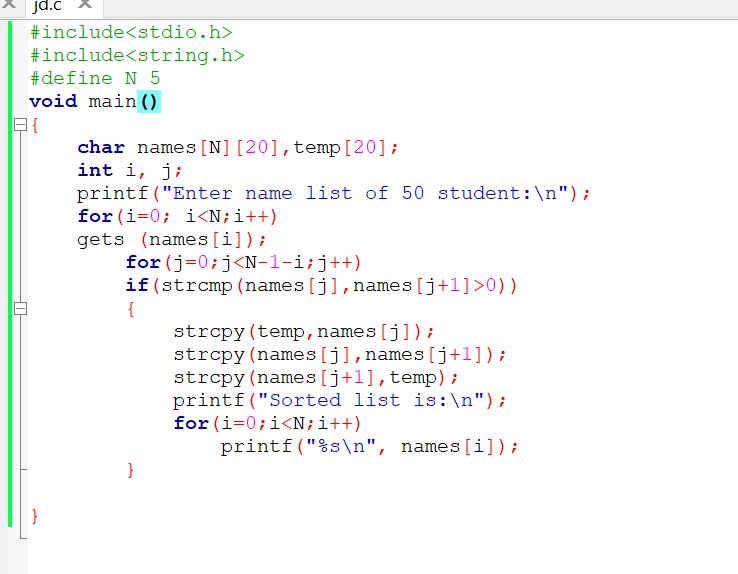 jd.c
#include<stdio.h>
#include<string.h>
#define N 5
void main()
{
    char names[N][20],temp[20];
    int i, j;
    printf("Enter name list of 50 student:\n");
    for(i=0; i<N;i++)
    gets (names[i]);
        for(j=0;j<N-1-i;j++)
        if(strcmp(names[j],names[j+1]>0))
        {
            strcpy(temp,names[j]);
            strcpy(names[j],names[j+1]);
            strcpy(names[j+1],temp);
            printf("Sorted list is:\n");
            for(i=0;i<N;i++)
                printf("%s\n", names[i]);
        }
}